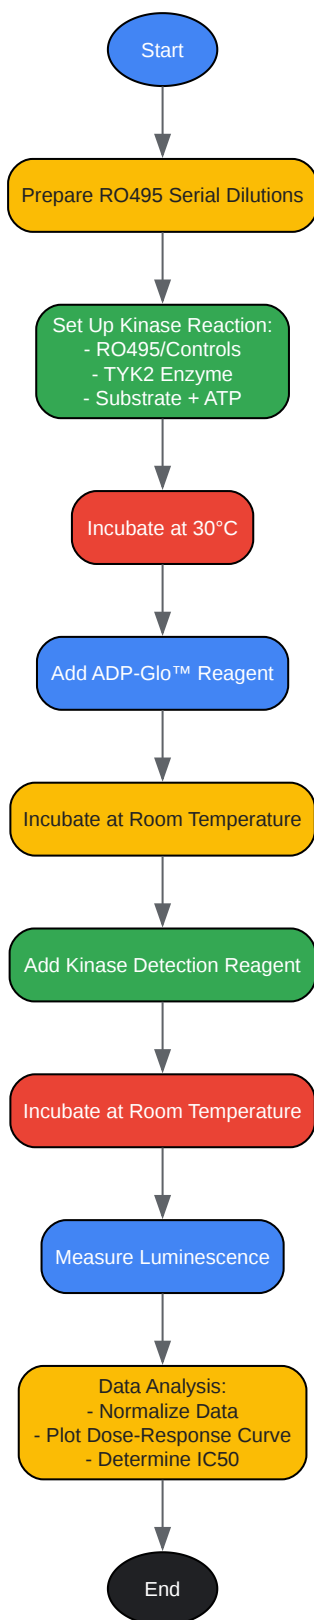 Start
Prepare RO495 Serial Dilutions
Set Up Kinase Reaction:
- RO495/Controls
- TYK2 Enzyme
- Substrate + ATP
Incubate at 30°C
Add ADP-Glo™ Reagent
Incubate at Room Temperature
Add Kinase Detection Reagent
Incubate at Room Temperature
Measure Luminescence
Data Analysis:
- Normalize Data
- Plot Dose-Response Curve
- Determine IC50
End